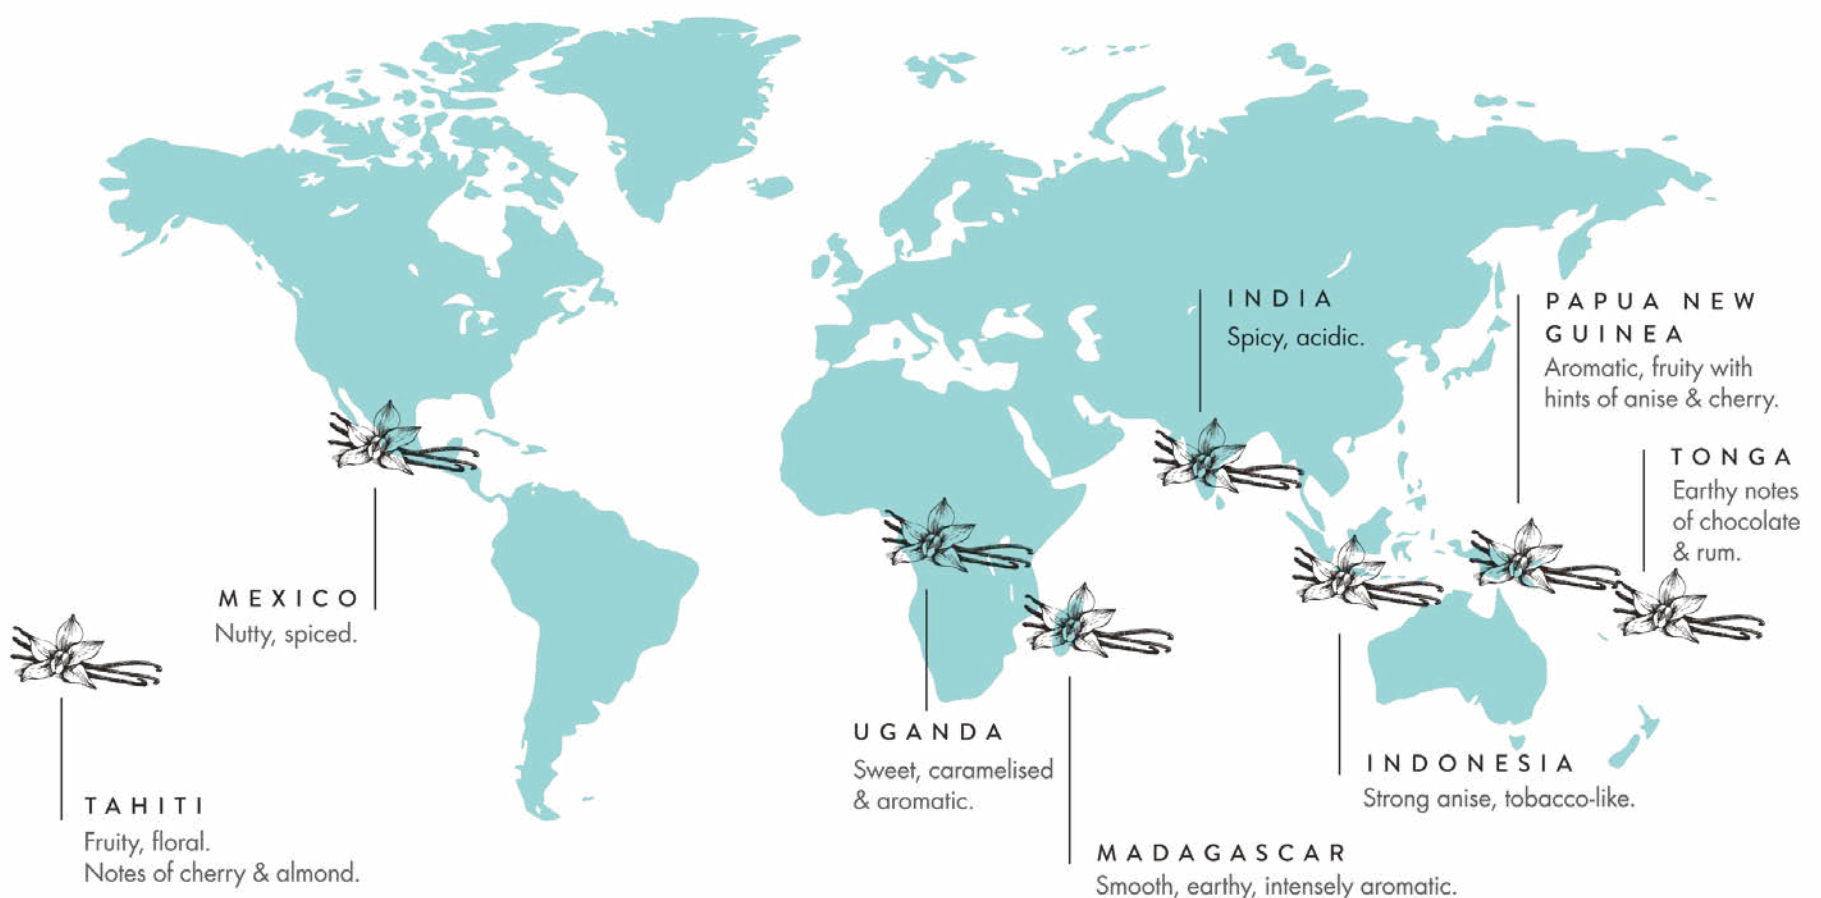 INDIA
Spicy, acidic.
PAPUA NEW
GUINEA
Aromatic, fruity with
hints of anise & cherry.
TONGA
Earthy notes
of chocolate
& rum.
MEXICO
Nutty, spiced.
UGANDA
Sweet, caramelised
& aromatic.
INDONESIA
Strong anise, tobacco-like.
TAHITI
Fruity, floral.
Notes of cherry & almond.
MADAGASCAR
Smooth, earthy, intensely aromatic.